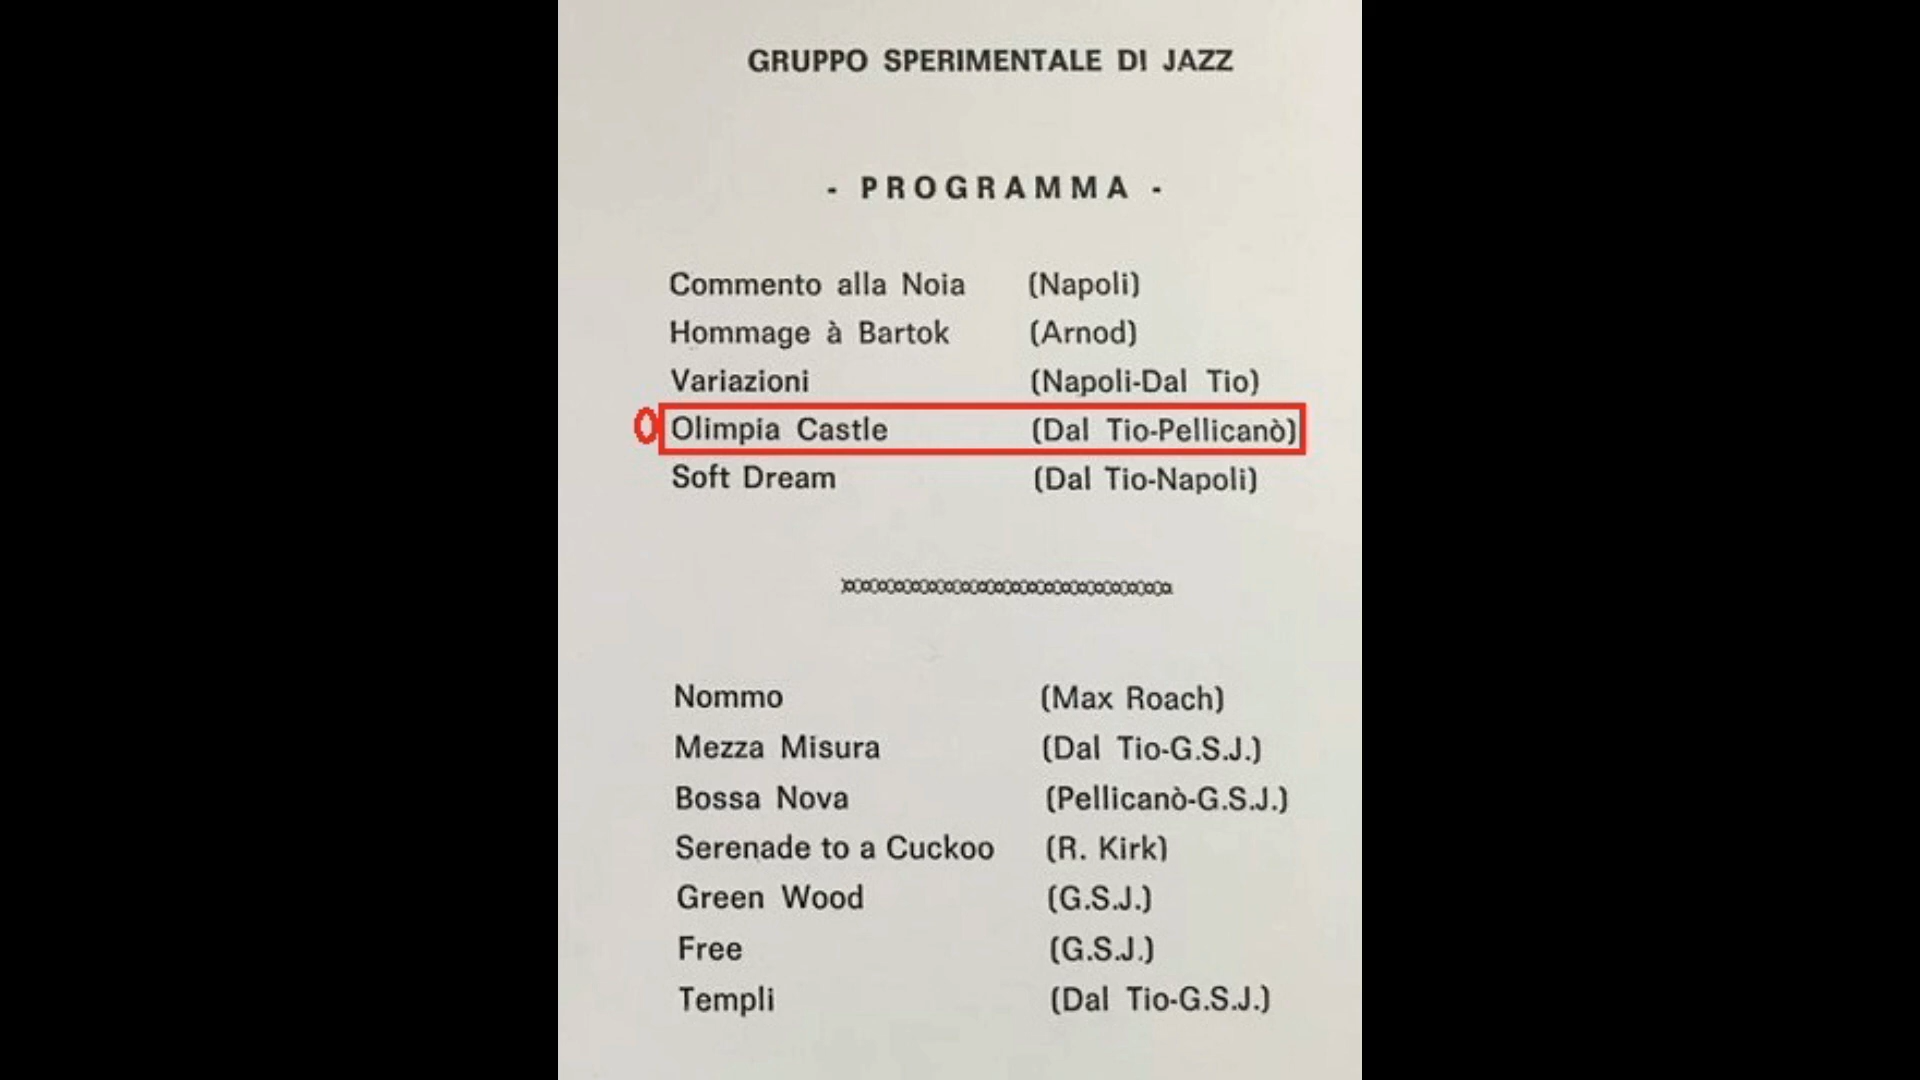 GRUPPO SPERIMENTALE DI JAZZ
- PROGRAMMA -
Commento alla Noia (Napoli)
Hommage à Bartok (Arnod)
Variazioni (Napoli-Dal Tio)
Olimpia Castle (Dal Tio-Pellicanò)
Soft Dream (Dal Tio-Napoli)
Nommo (Max Roach)
Mezza Misura (Dal Tio-G.S.J.)
Bossa Nova (Pellicanò-G.S.J.)
Serenade to a Cuckoo (R. Kirk)
Green Wood (G.S.J.)
Free (G.S.J.)
Templi (Dal Tio-G.S.J.)